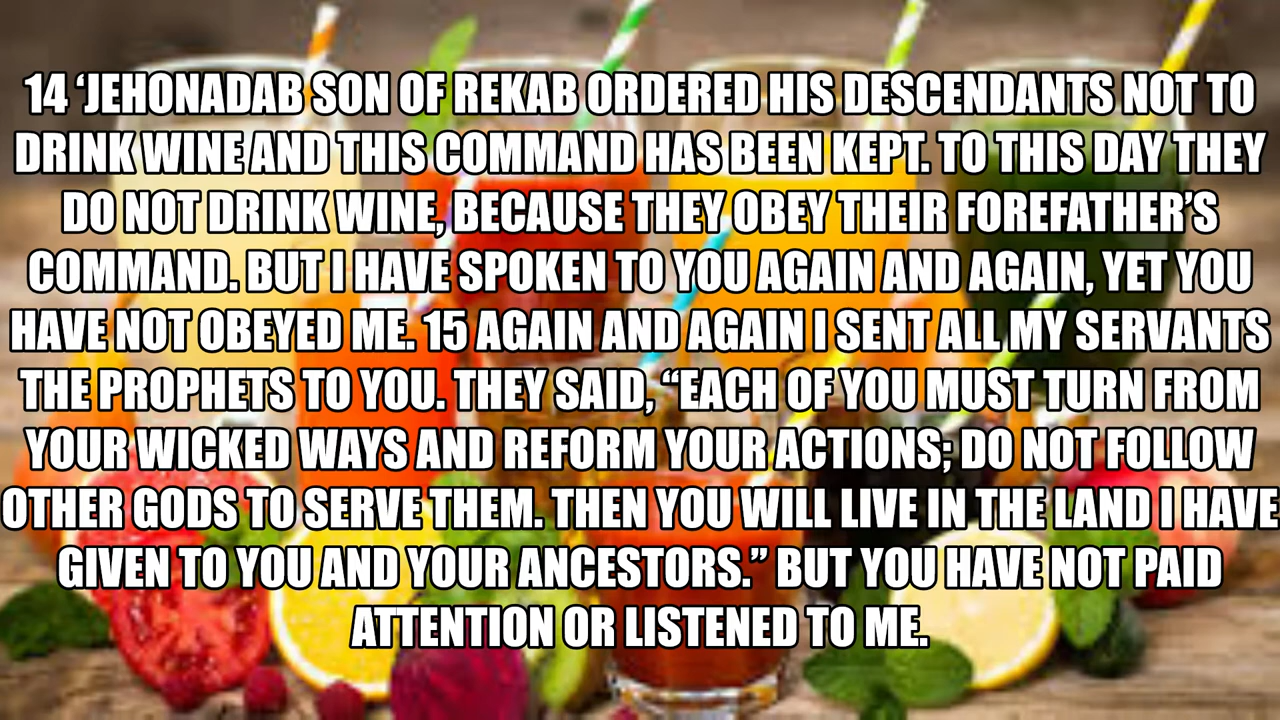 14 ‘JEHONADAB SON OF REKAB ORDERED HIS DESCENDANTS NOT TO
DRINK WINE AND THIS COMMAND HAS BEEN KEPT. TO THIS DAY THEY
DO NOT DRINK WINE, BECAUSE THEY OBEY THEIR FOREFATHER’S
COMMAND. BUT I HAVE SPOKEN TO YOU AGAIN AND AGAIN, YET YOU
HAVE NOT OBEYED ME. 15 AGAIN AND AGAIN I SENT ALL MY SERVANTS
THE PROPHETS TO YOU. THEY SAID, “EACH OF YOU MUST TURN FROM
YOUR WICKED WAYS AND REFORM YOUR ACTIONS; DO NOT FOLLOW
OTHER GODS TO SERVE THEM. THEN YOU WILL LIVE IN THE LAND I HAVE
GIVEN TO YOU AND YOUR ANCESTORS.” BUT YOU HAVE NOT PAID
ATTENTION OR LISTENED TO ME.